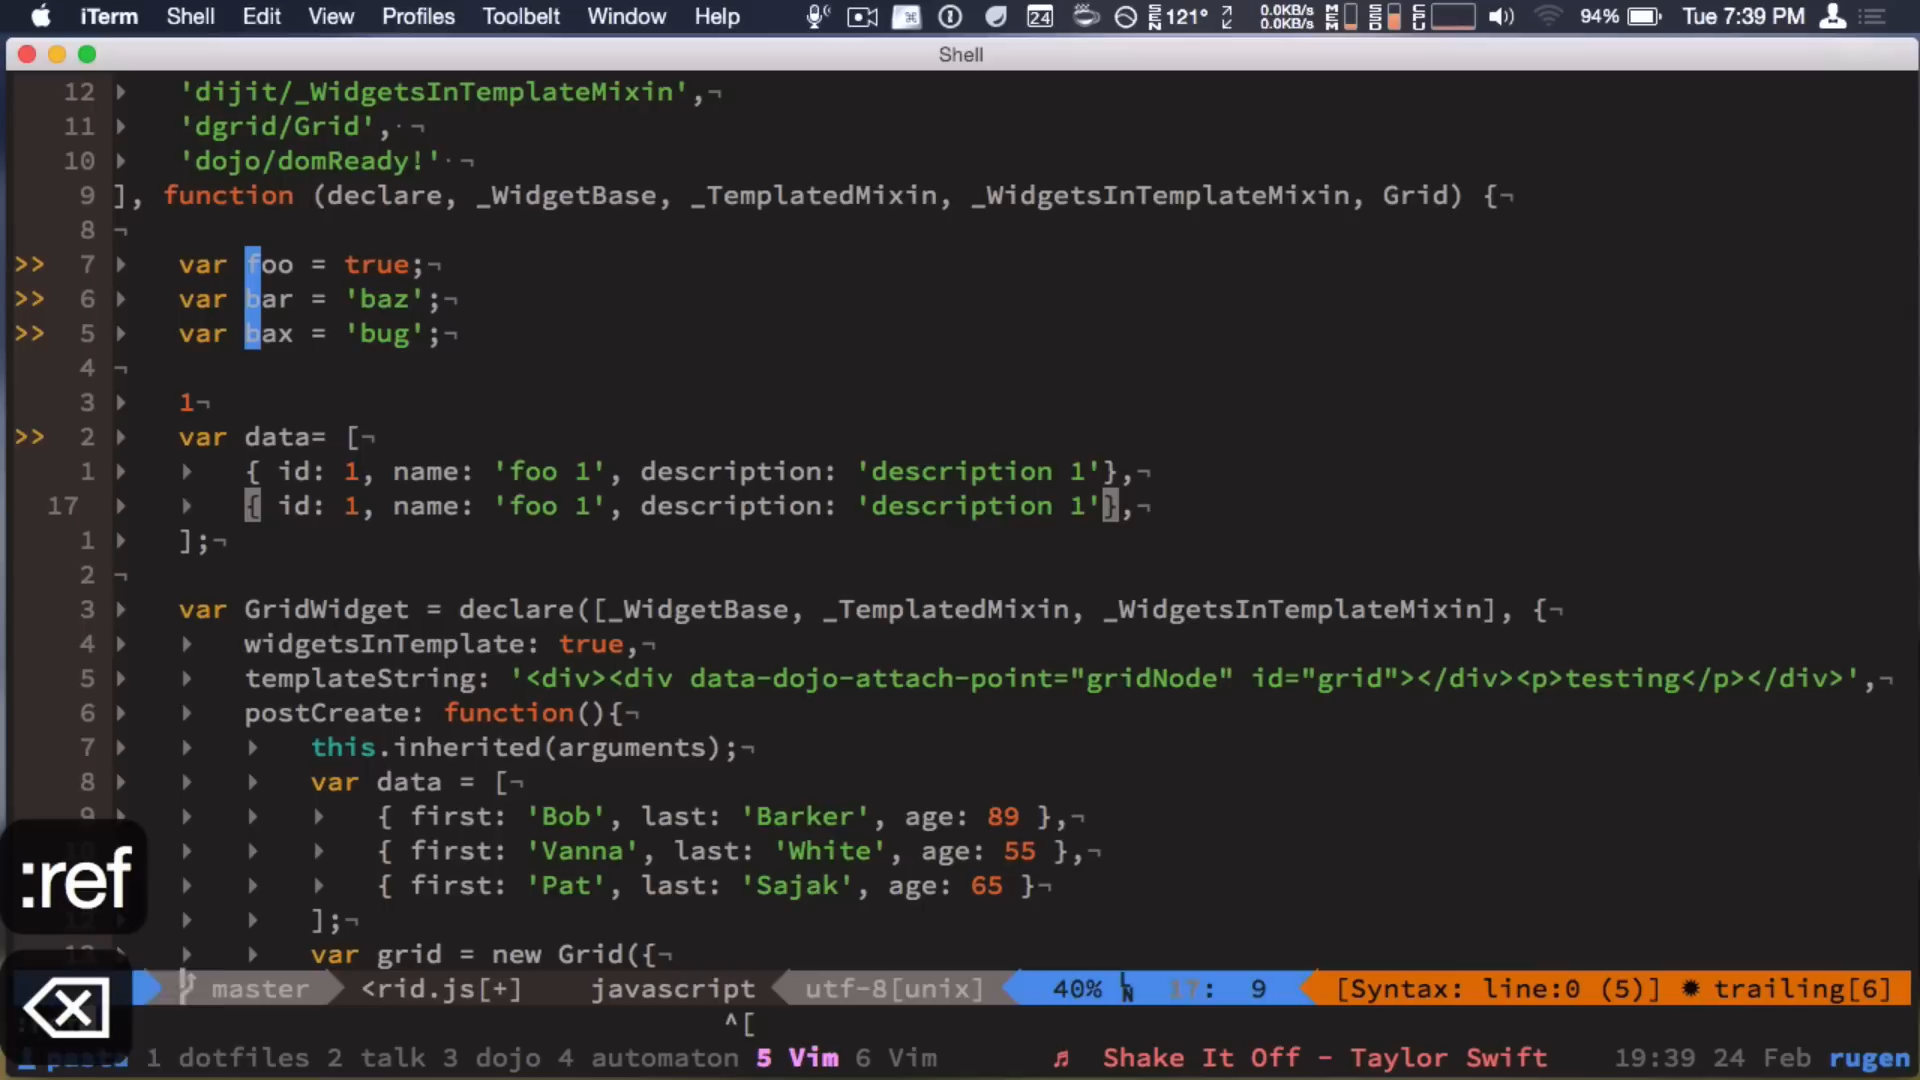 iTerm Shell Edit View Profiles Toolbelt Window Help 24 SEN 121° 0.0KB/s 0.0KB/s MEM SSD CPU 94% Tue 7:39 PM
Shell
12 'dijit/_WidgetsInTemplateMixin',¬
11 'dgrid/Grid',· ¬
10 'dojo/domReady!'· ¬
9 ], function (declare, _WidgetBase, _TemplatedMixin, _WidgetsInTemplateMixin, Grid) {¬
8 ¬
>> 7 var foo = true;¬
>> 6 var bar = 'baz';¬
>> 5 var bax = 'bug';¬
4 ¬
3 1¬
>> 2 var data= [¬
1 { id: 1, name: 'foo 1', description: 'description 1'},¬
17 { id: 1, name: 'foo 1', description: 'description 1'},¬
1 ];¬
2 ¬
3 var GridWidget = declare([_WidgetBase, _TemplatedMixin, _WidgetsInTemplateMixin], {¬
4 widgetsInTemplate: true,¬
5 templateString: '<div><div data-dojo-attach-point="gridNode" id="grid"></div><p>testing</p></div>',¬
6 postCreate: function(){¬
7 this.inherited(arguments);¬
8 var data = [¬
9 { first: 'Bob', last: 'Barker', age: 89 },¬
{ first: 'Vanna', last: 'White', age: 55 },¬
:ref { first: 'Pat', last: 'Sajak', age: 65 }¬
];¬
var grid = new Grid({¬
master <rid.js[+] javascript utf-8[unix] 40% LN 17: 9 [Syntax: line:0 (5)] ✹ trailing[6]
^[
1 dotfiles 2 talk 3 dojo 4 automaton 5 Vim 6 Vim ♬ Shake It Off - Taylor Swift 19:39 24 Feb rugen